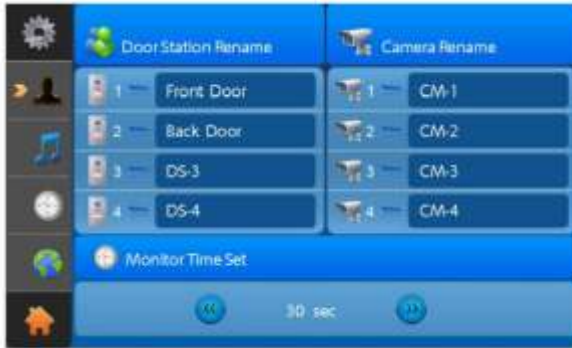 Door Station Rename
Camera Rename
1 Front Door
2 Back Door
3 DS-3
4 DS-4
1 CM-1
2 CM-2
3 CM-3
4 CM-4
Monitor Time Set
30 sec